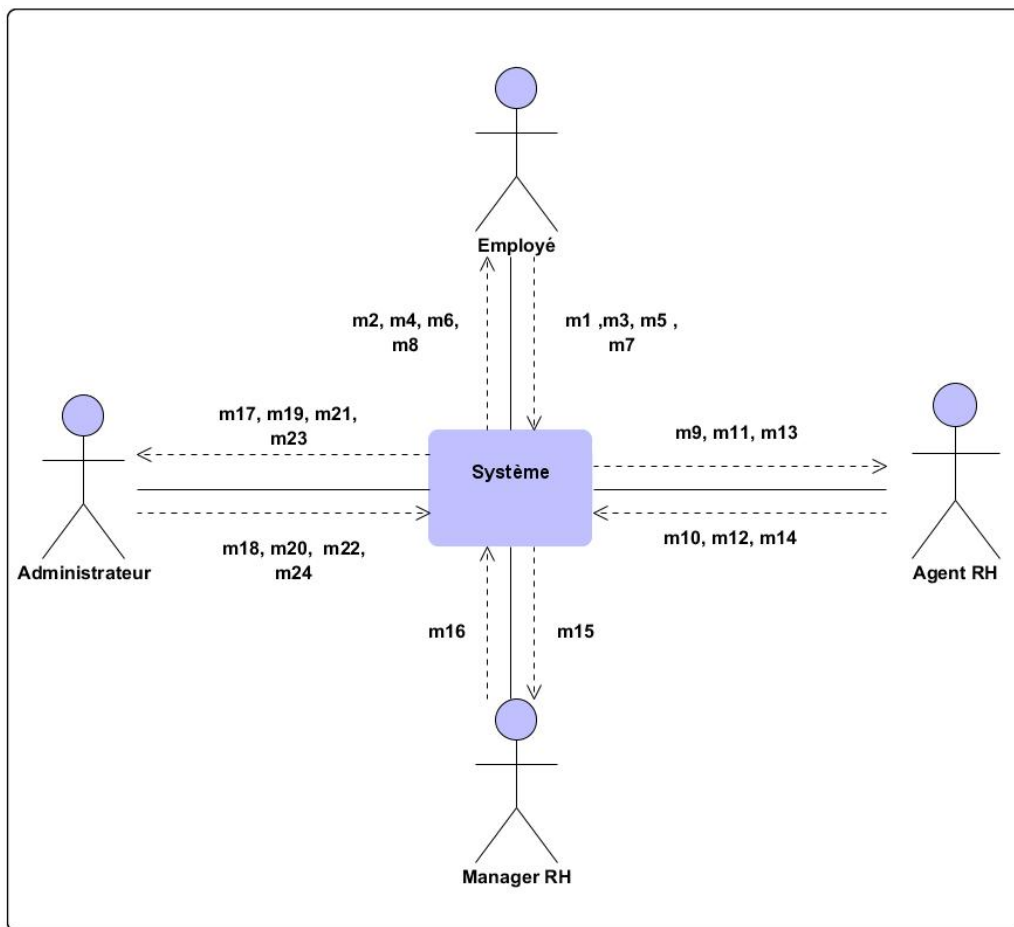 Employé
m2, m4, m6,
m8
m1 ,m3, m5 ,
m7
m17, m19, m21,
m23
m9, m11, m13
Système
m18, m20, m22,
m24
m10, m12, m14
Administrateur
Agent RH
m16
m15
Manager RH